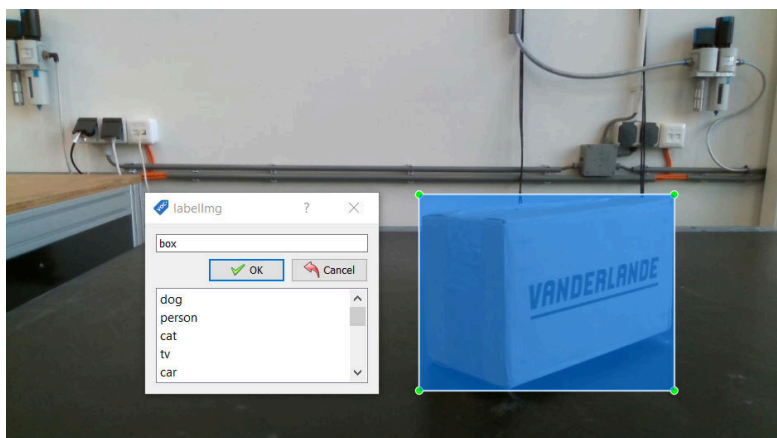 labelImg
box
OK
Cancel
dog
person
cat
tv
car
VANDERLANDE